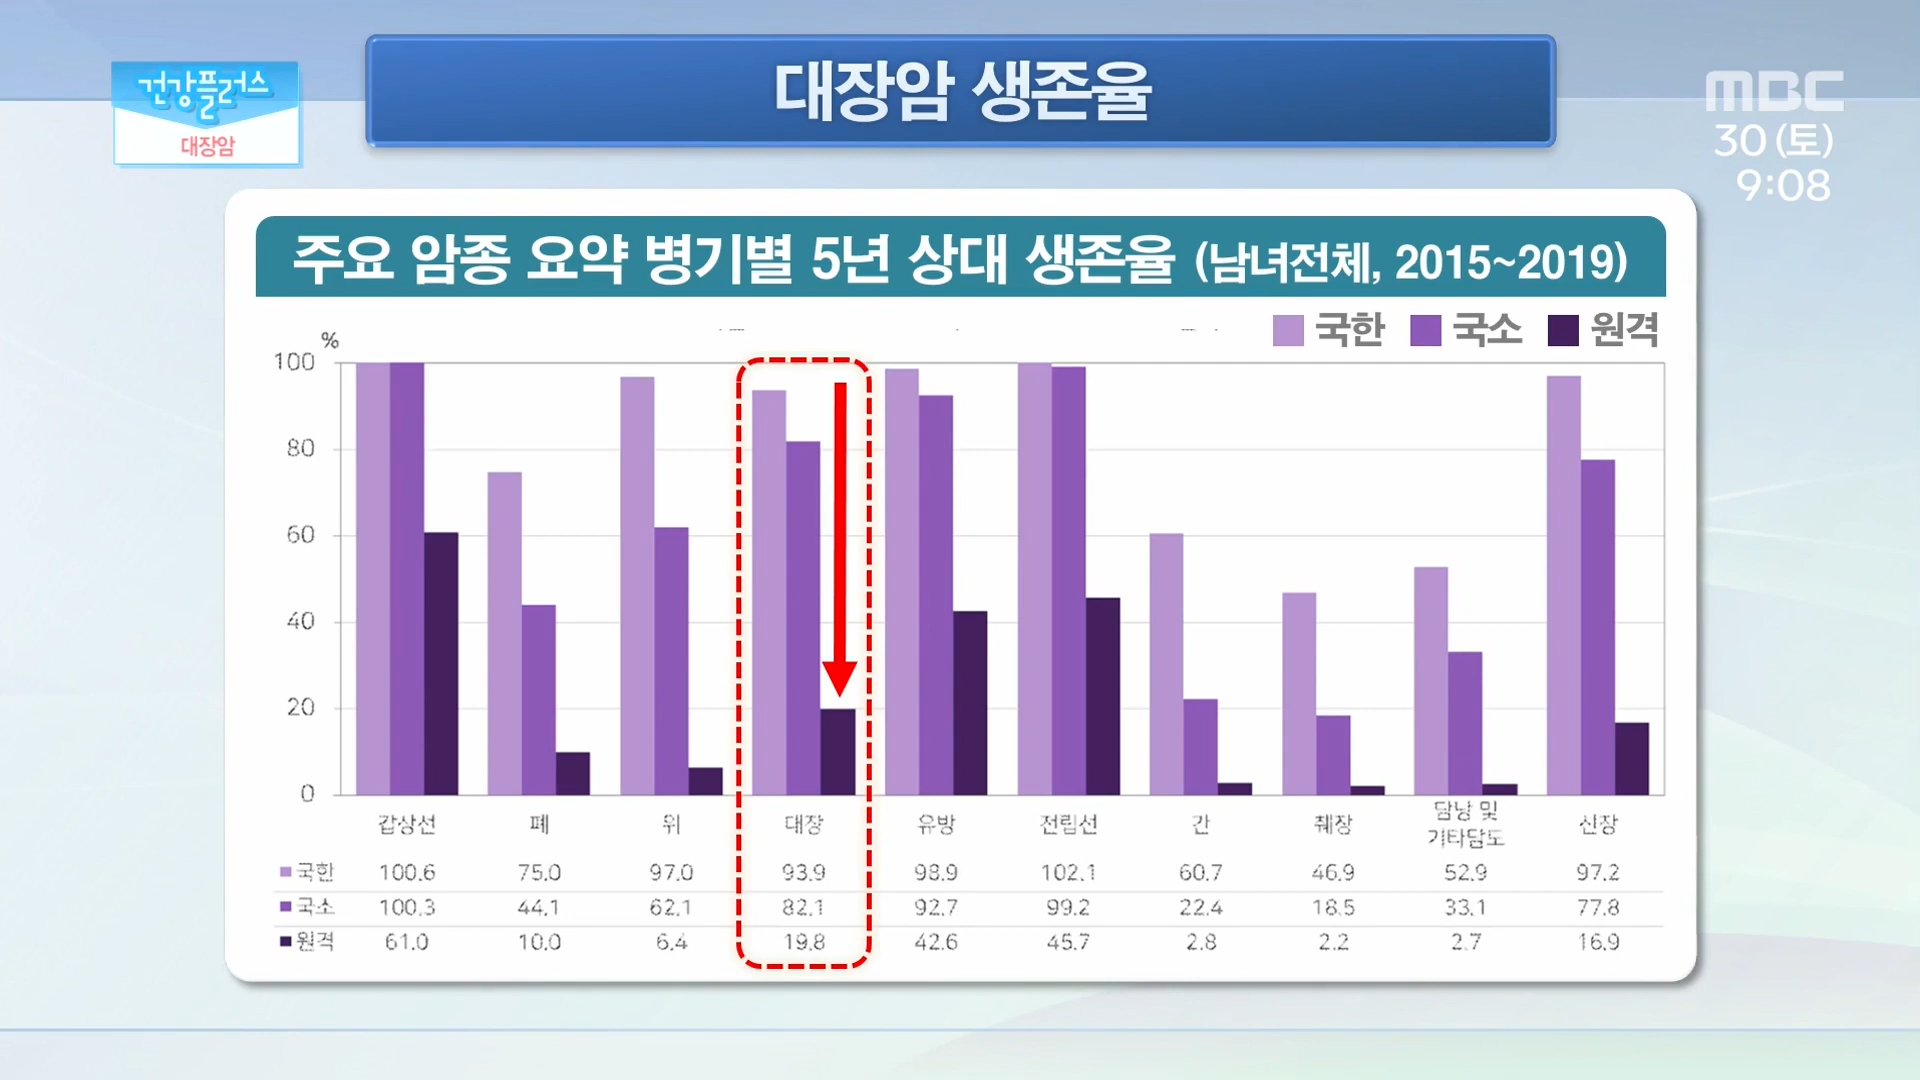 대장암 생존율
건강플러스
대장암
MBC
30 (토)
9:08
주요 암종 요약 병기별 5년 상대 생존율 (남녀전체, 2015~2019)
국한 국소 원격
%
100
80
60
40
20
0
갑상선 폐 위 대장 유방 전립선 간 췌장 담낭 및 기타담도 신장
국한 100.6 75.0 97.0 93.9 98.9 102.1 60.7 46.9 52.9 97.2
국소 100.3 44.1 62.1 82.1 92.7 99.2 22.4 18.5 33.1 77.8
원격 61.0 10.0 6.4 19.8 42.6 45.7 2.8 2.2 2.7 16.9